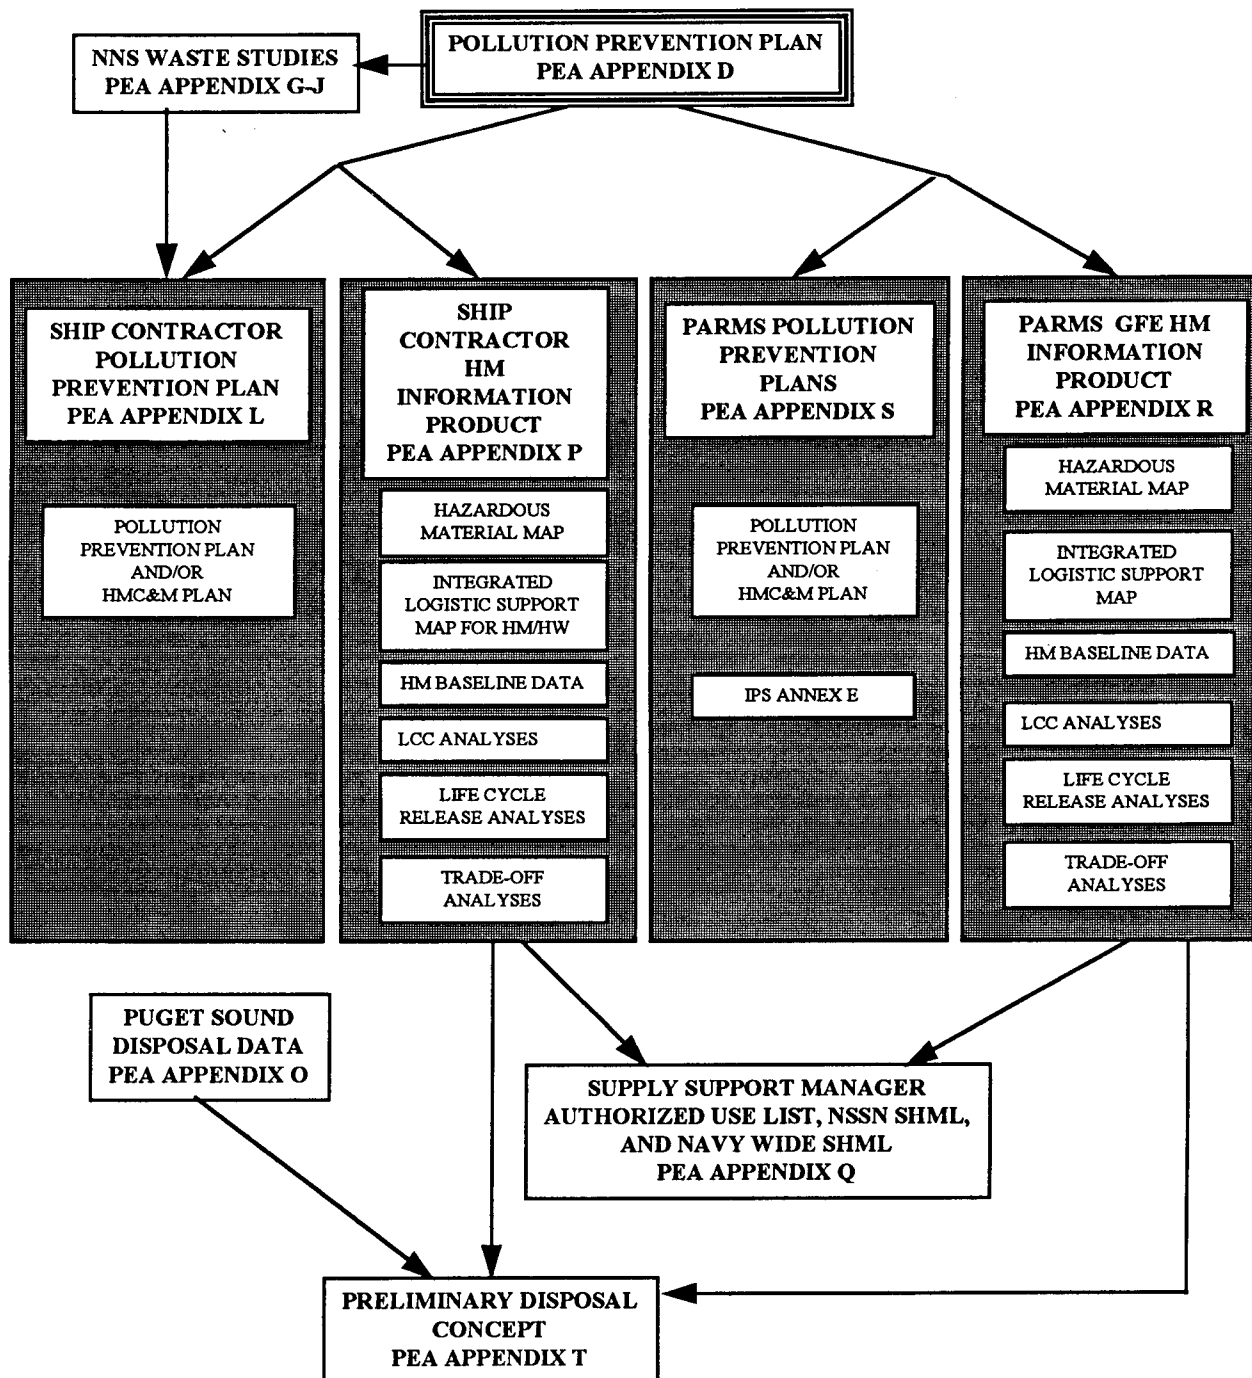 POLLUTION PREVENTION PLAN
PEA APPENDIX D
NNS WASTE STUDIES
PEA APPENDIX G-J
SHIP CONTRACTOR
POLLUTION
PREVENTION PLAN
PEA APPENDIX L
POLLUTION
PREVENTION PLAN
AND/OR
HMC&M PLAN
SHIP
CONTRACTOR
HM
INFORMATION
PRODUCT
PEA APPENDIX P
HAZARDOUS
MATERIAL MAP
INTEGRATED
LOGISTIC SUPPORT
MAP FOR HM/HW
HM BASELINE DATA
LCC ANALYSES
LIFE CYCLE
RELEASE ANALYSES
TRADE-OFF
ANALYSES
PARMS POLLUTION
PREVENTION
PLANS
PEA APPENDIX S
POLLUTION
PREVENTION PLAN
AND/OR
HMC&M PLAN
IPS ANNEX E
PARMS GFE HM
INFORMATION
PRODUCT
PEA APPENDIX R
HAZARDOUS
MATERIAL MAP
INTEGRATED
LOGISTIC SUPPORT
MAP
HM BASELINE DATA
LCC ANALYSES
LIFE CYCLE
RELEASE ANALYSES
TRADE-OFF
ANALYSES
PUGET SOUND
DISPOSAL DATA
PEA APPENDIX O
SUPPLY SUPPORT MANAGER
AUTHORIZED USE LIST, NSSN SHML,
AND NAVY WIDE SHML
PEA APPENDIX Q
PRELIMINARY DISPOSAL
CONCEPT
PEA APPENDIX T